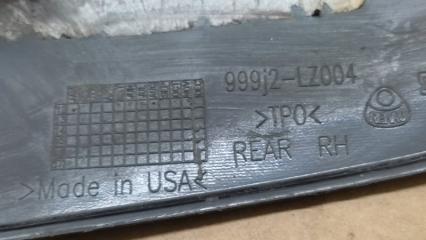 999j2-LZ004
>TPO<
REAR RH
>Made in USA<